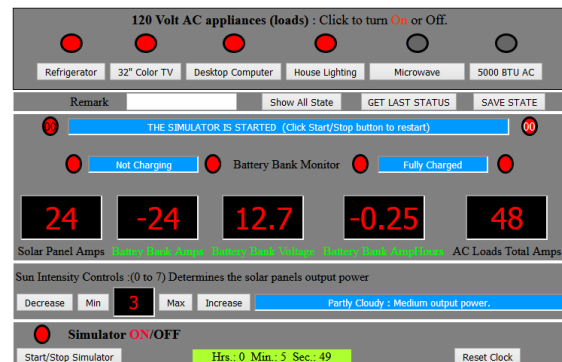 120 Volt AC appliances (loads) : Click to turn On or Off.
Refrigerator 32" Color TV Desktop Computer House Lighting Microwave 5000 BTU AC
Remark Show All State GET LAST STATUS SAVE STATE
00 THE SIMULATOR IS STARTED (Click Start/Stop button to restart) 00
Not Charging Battery Bank Monitor Fully Charged
24 -24 12.7 -0.25 48
Solar Panel Amps Battey Bank Amps Battery Bank Voltage Battery Bank AmpHours AC Loads Total Amps
Sun Intensity Controls :(0 to 7) Determines the solar panels output power
Decrease Min 3 Max Increase Partly Cloudy : Medium output power.
Simulator ON/OFF
Start/Stop Simulator Hrs.: 0 Min.: 5 Sec.: 49 Reset Clock